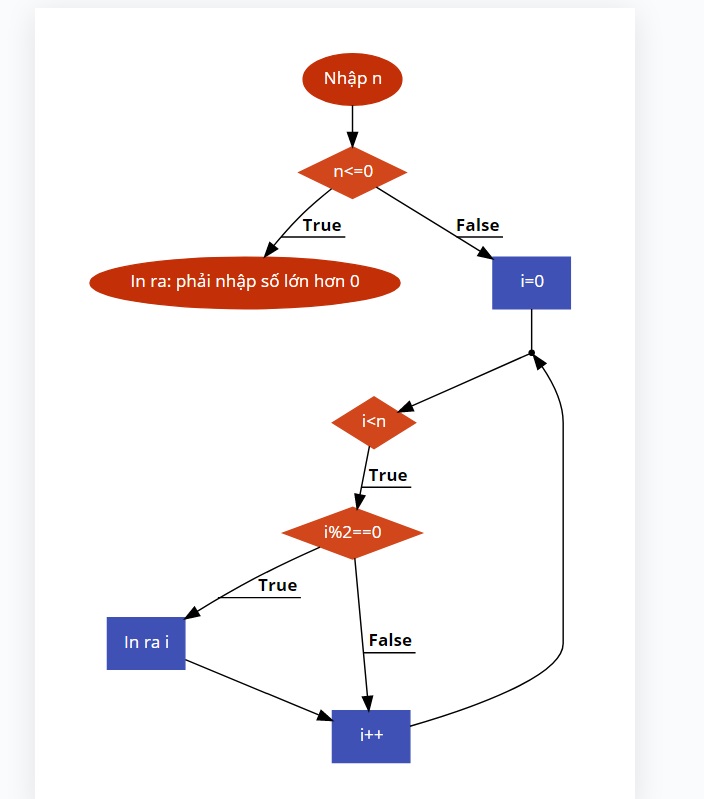 Nhập n
n<=0
True
False
In ra: phải nhập số lớn hơn 0
i=0
i<n
True
i%2==0
True
In ra i
False
i++